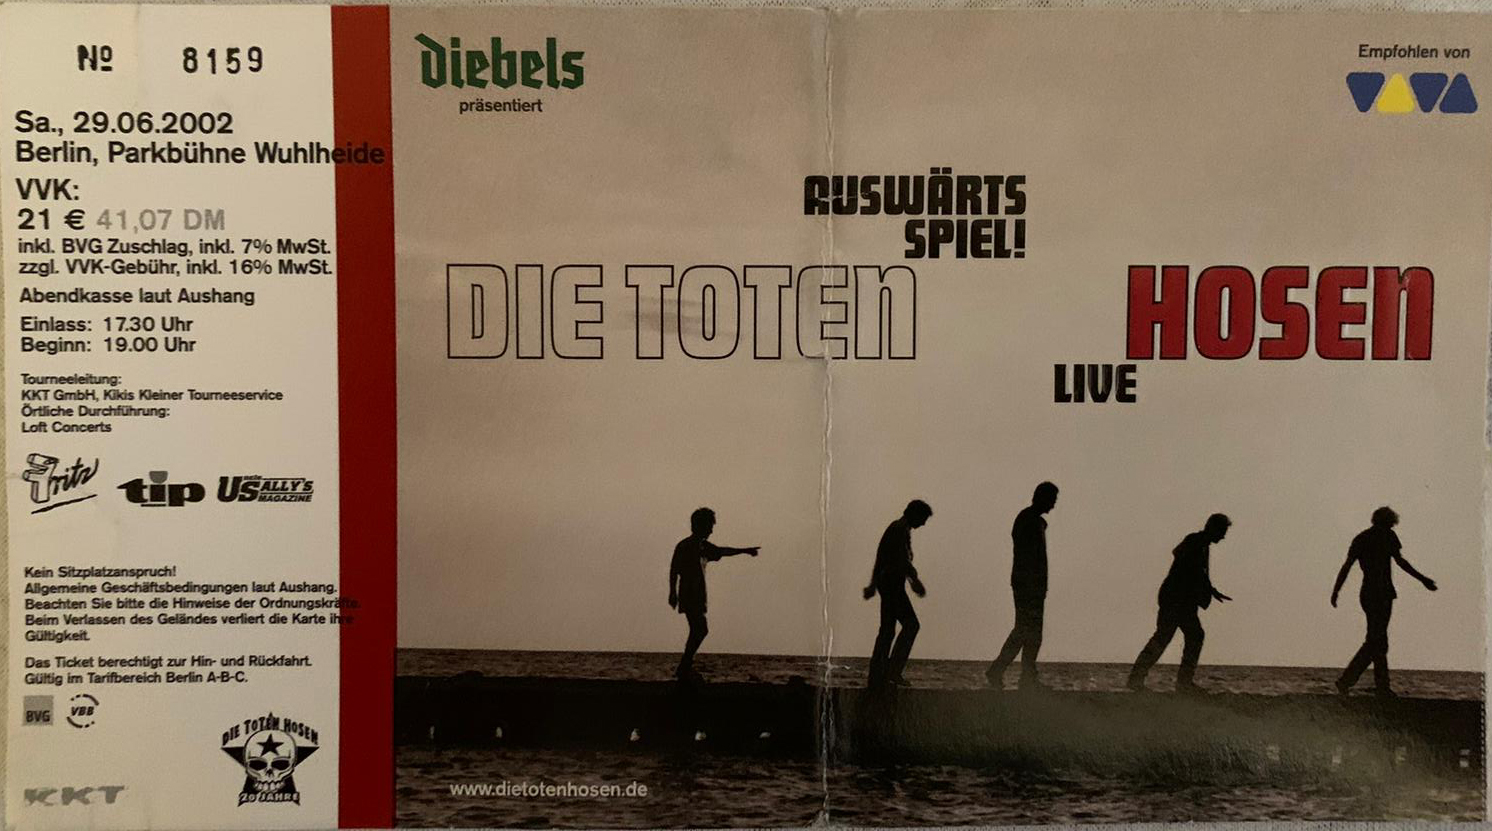 Nº 8159
Sa., 29.06.2002
Berlin, Parkbühne Wuhlheide
VVK:
21 € 41,07 DM
inkl. BVG Zuschlag, inkl. 7% MwSt.
zzgl. VVK-Gebühr, inkl. 16% MwSt.
Abendkasse laut Aushang
Einlass: 17.30 Uhr
Beginn: 19.00 Uhr
Tourneeleitung:
KKT GmbH, Kikis Kleiner Tourneeservice
Örtliche Durchführung:
Loft Concerts
Fritz
tip
UNCLE SALLY'S
MAGAZINE
Kein Sitzplatzanspruch!
Allgemeine Geschäftsbedingungen laut Aushang.
Beachten Sie bitte die Hinweise der Ordnungskräfte.
Beim Verlassen des Geländes verliert die Karte ihre
Gültigkeit.
Das Ticket berechtigt zur Hin- und Rückfahrt.
Gültig im Tarifbereich Berlin A-B-C.
BVG
VBB
DIE TOTEN HOSEN
20 JAHRE
KKT
Diebels
präsentiert
Empfohlen von
VIVA
AUSWÄRTS
SPIEL!
DIE TOTEN HOSEN
LIVE
www.dietotenhosen.de